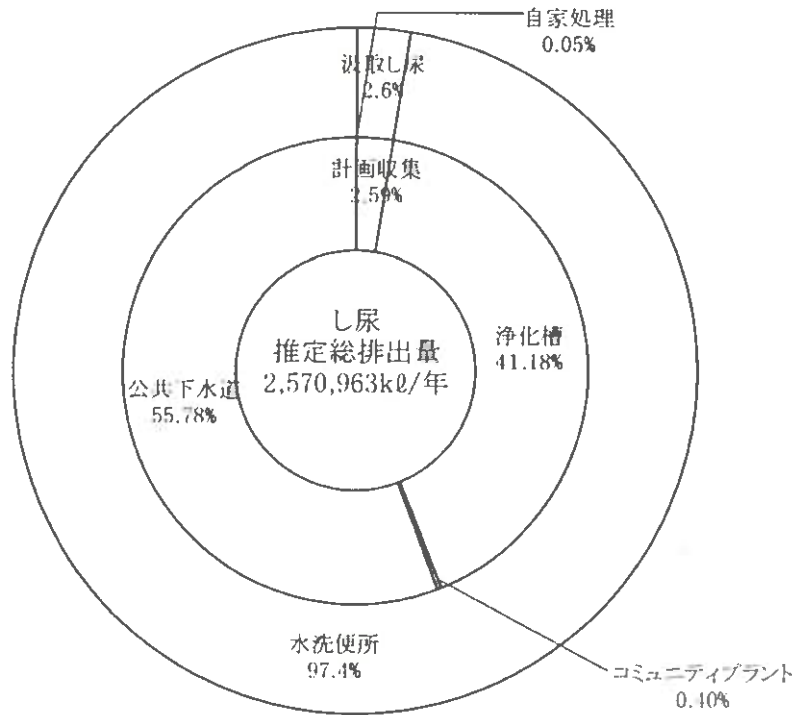 自家処理
0.05%
汲取し尿
2.6%
計画収集
2.59%
し尿
推定総排出量
2,570,963kℓ/年
浄化槽
41.18%
公共下水道
55.78%
水洗便所
97.4%
コミュニティプラント
0.40%